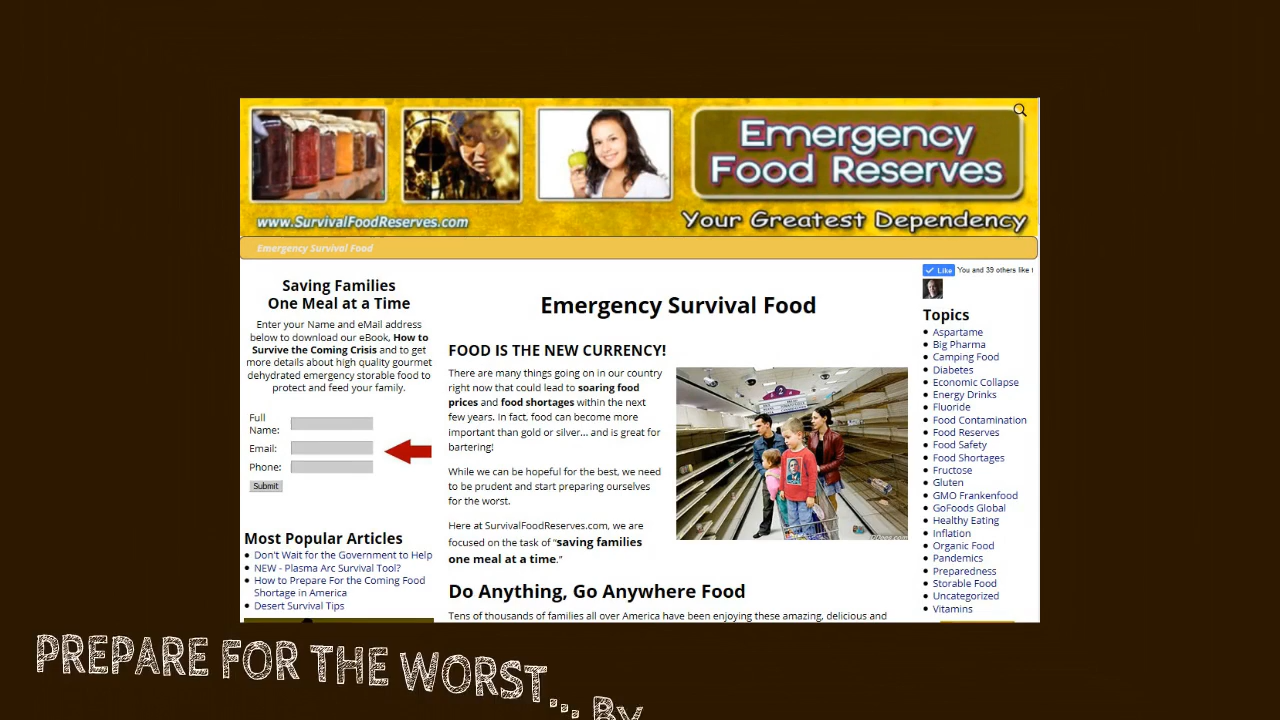 Emergency
Food Reserves
www.SurvivalFoodReserves.com
Your Greatest Dependency
Emergency Survival Food
Saving Families
One Meal at a Time
Enter your Name and eMail address
below to download our eBook, How to
Survive the Coming Crisis and to get
more details about high quality gourmet
dehydrated emergency storable food to
protect and feed your family.
Full
Name:
Email:
Phone:
Submit
Most Popular Articles
Don't Wait for the Government to Help
NEW - Plasma Arc Survival Tool?
How to Prepare For the Coming Food
Shortage in America
Desert Survival Tips
Emergency Survival Food
FOOD IS THE NEW CURRENCY!
There are many things going on in our country
right now that could lead to soaring food
prices and food shortages within the next
few years. In fact, food can become more
important than gold or silver... and is great for
bartering!
While we can be hopeful for the best, we need
to be prudent and start preparing ourselves
for the worst.
Here at SurvivalFoodReserves.com, we are
focused on the task of "saving families
one meal at a time."
2
Do Anything, Go Anywhere Food
Tens of thousands of families all over America have been enjoying these amazing, delicious and
Like You and 39 others like t
Topics
Aspartame
Big Pharma
Camping Food
Diabetes
Economic Collapse
Energy Drinks
Fluoride
Food Contamination
Food Reserves
Food Safety
Food Shortages
Fructose
Gluten
GMO Frankenfood
GoFoods Global
Healthy Eating
Inflation
Organic Food
Pandemics
Preparedness
Storable Food
Uncategorized
Vitamins
PREPARE FOR THE WORST... BY